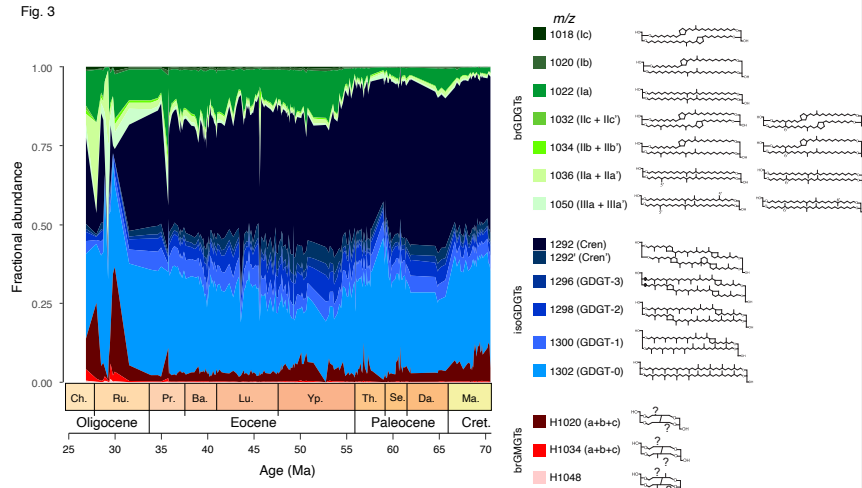 Fig. 3
m/z
1018 (Ic)
1020 (Ib)
1022 (Ia)
1032 (IIc + IIc')
1034 (IIb + IIb')
1036 (IIa + IIa')
1050 (IIIa + IIIa')
brGDGTs
1292 (Cren)
1292' (Cren')
1296 (GDGT-3)
1298 (GDGT-2)
1300 (GDGT-1)
1302 (GDGT-0)
isoGDGTs
H1020 (a+b+c)
H1034 (a+b+c)
H1048
brGMGTs
? ?
? ?
? ?
Fractional abundance
1.00
0.75
0.50
0.25
0.00
Ch. Ru. Pr. Ba. Lu. Yp. Th. Se. Da. Ma.
Oligocene Eocene Paleocene Cret.
25 30 35 40 45 50 55 60 65 70
Age (Ma)